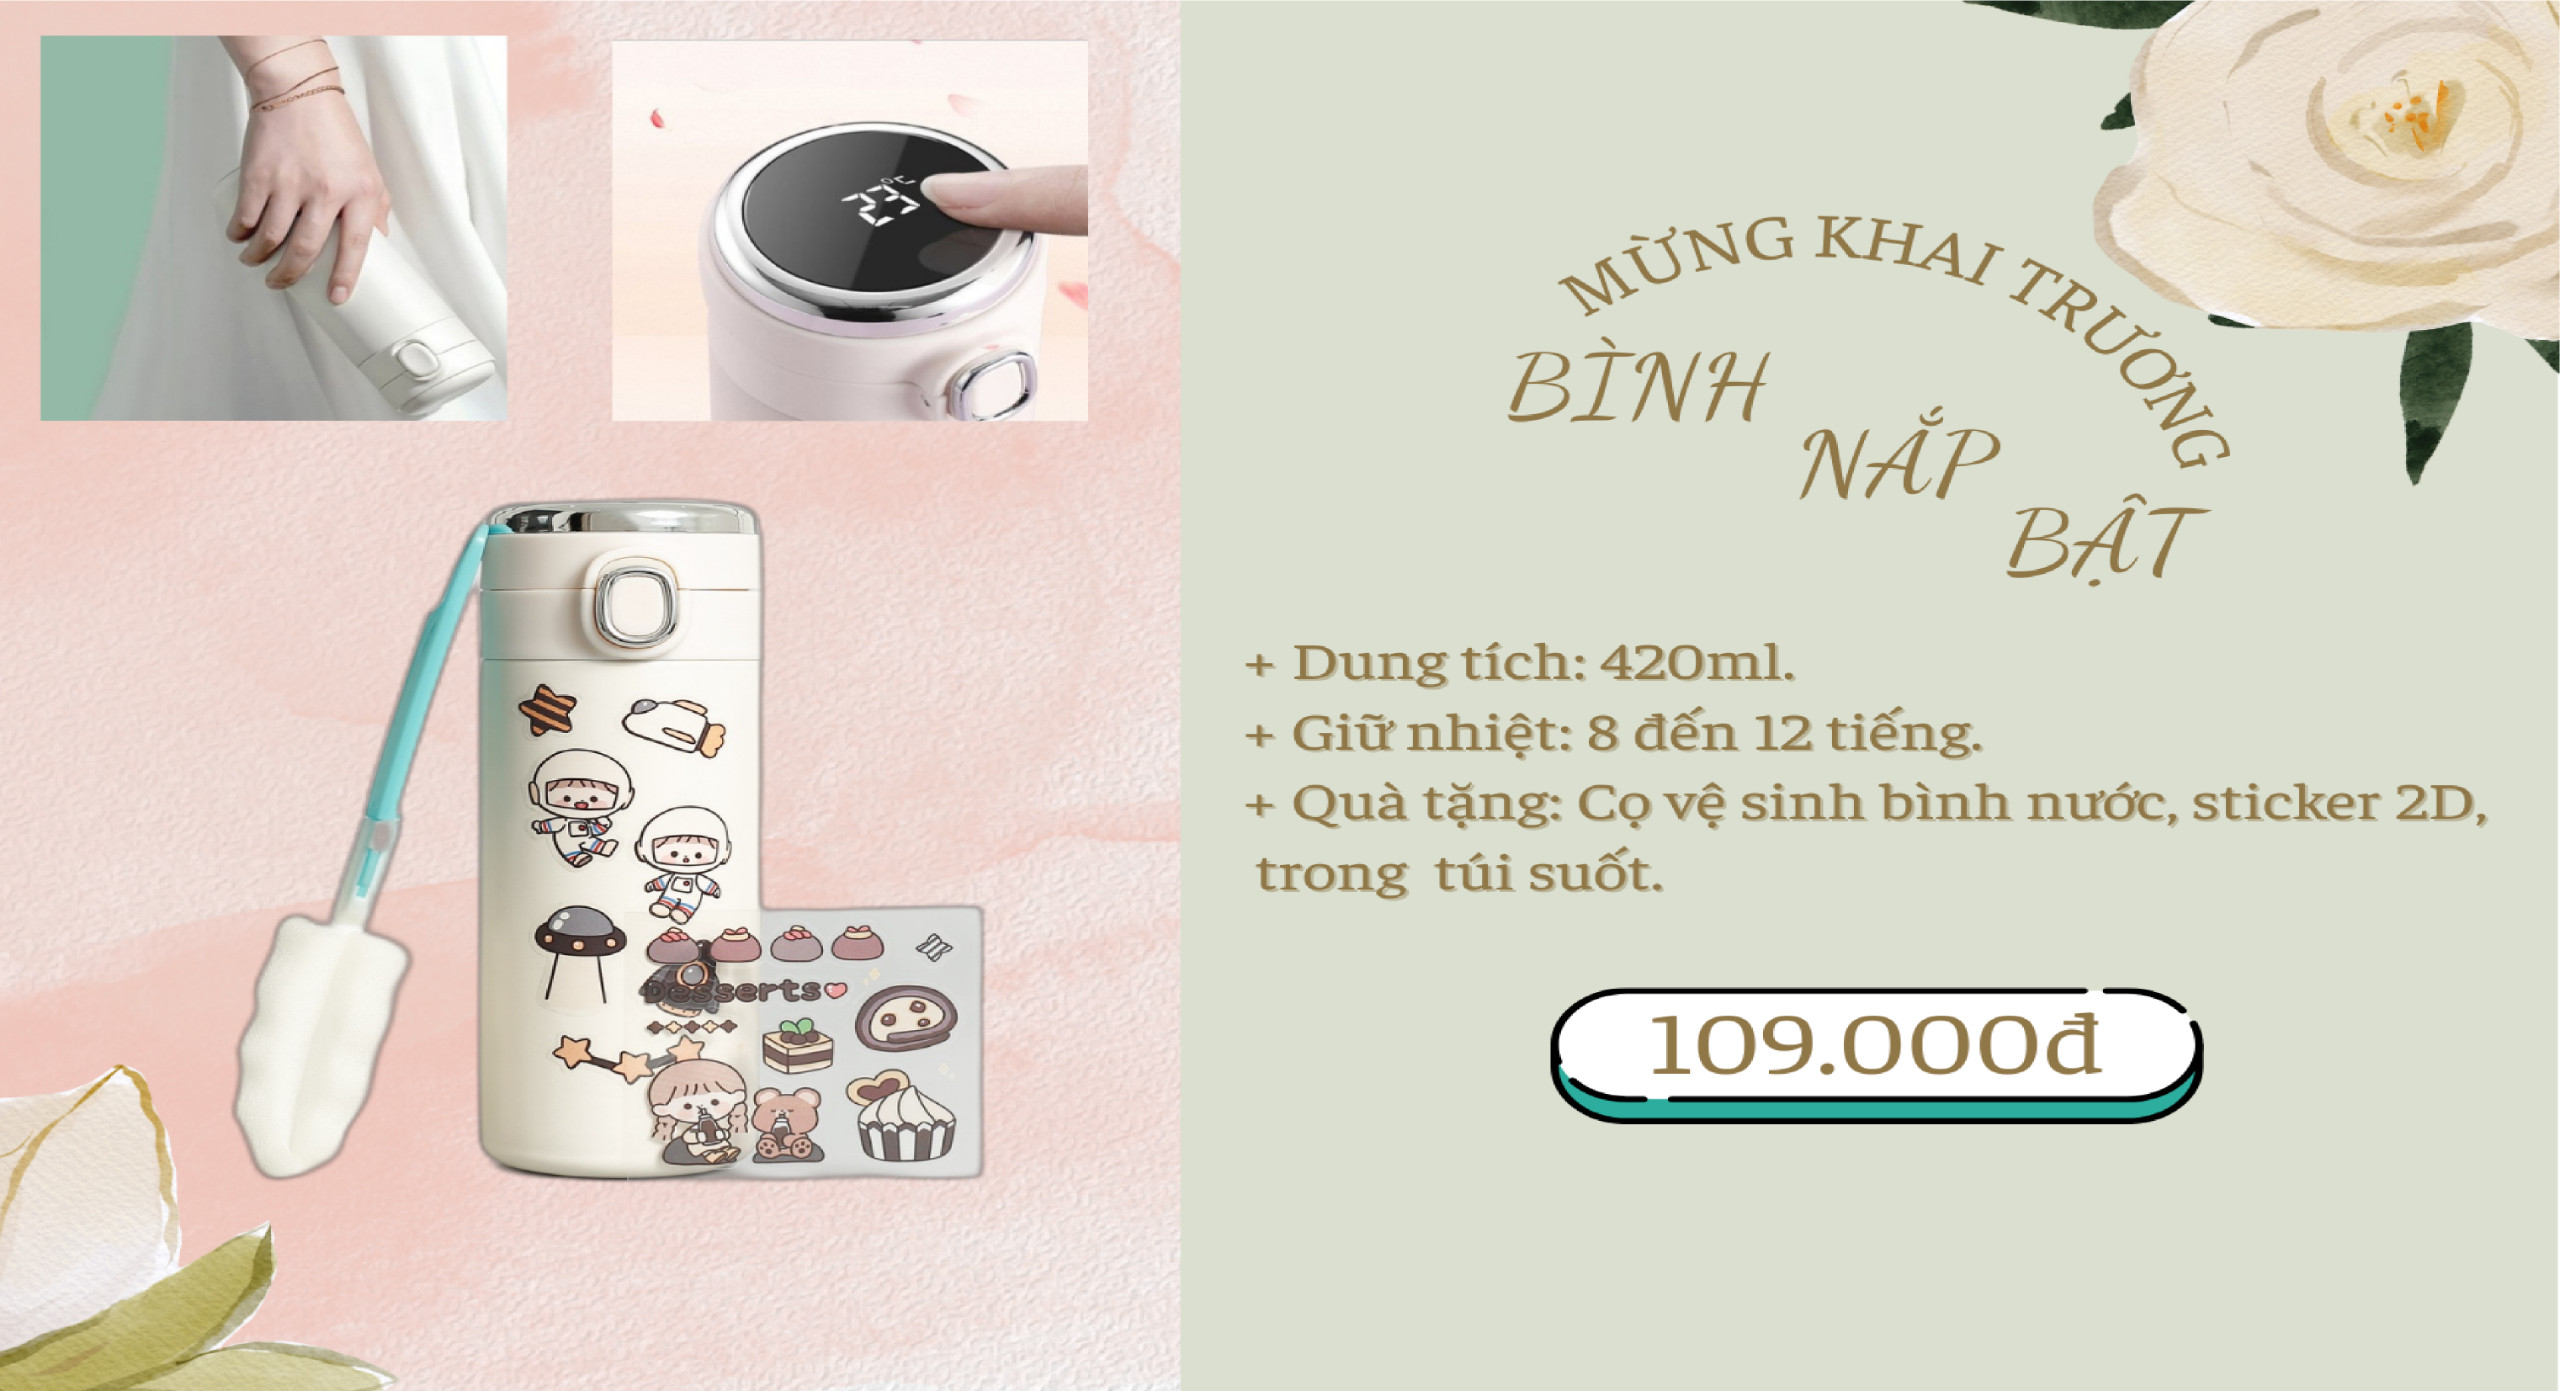 23°C
MỪNG KHAI TRƯƠNG
BÌNH
NẮP
BẬT
+ Dung tích: 420ml.
+ Giữ nhiệt: 8 đến 12 tiếng.
+ Quà tặng: Cọ vệ sinh bình nước, sticker 2D,
trong túi suốt.
Desserts
109.000đ